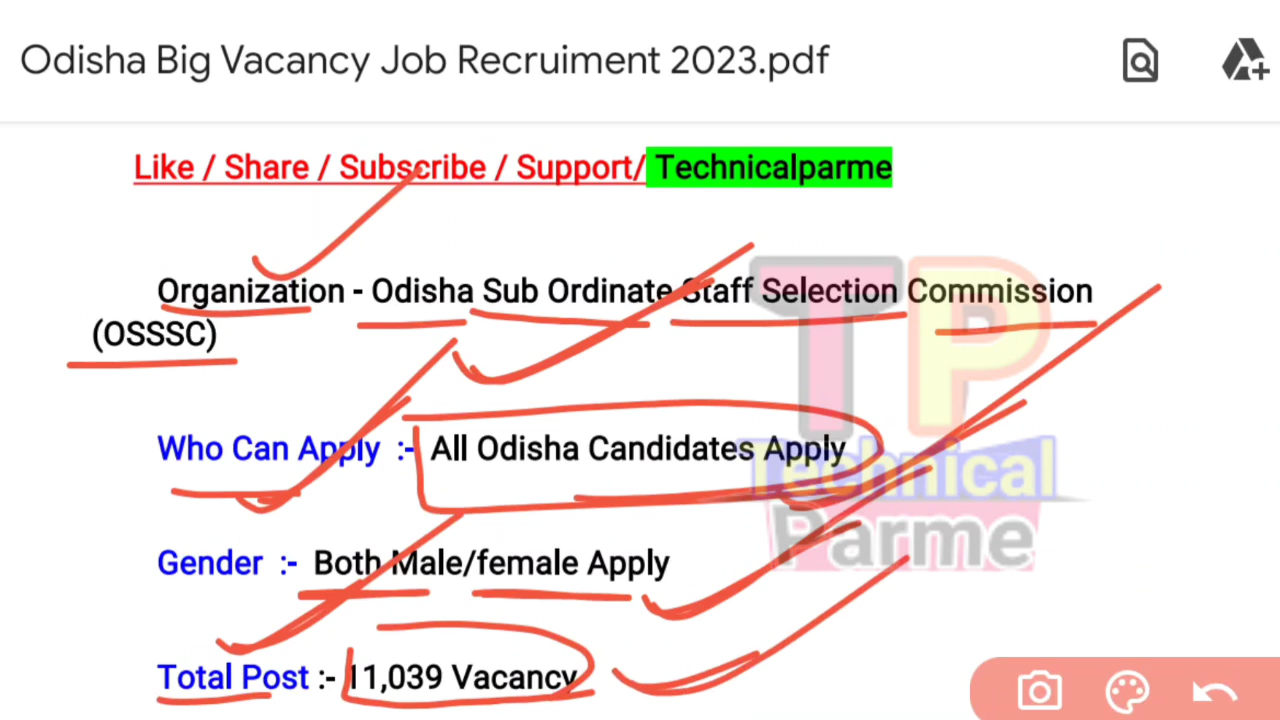 Odisha Big Vacancy Job Recruiment 2023.pdf
Like / Share / Subscribe / Support/ Technicalparme
Organization - Odisha Sub Ordinate Staff Selection Commission
(OSSSC)
Who Can Apply :- All Odisha Candidates Apply
Gender :- Both Male/female Apply
Total Post :- 11,039 Vacancy
TP
Technical
Parme